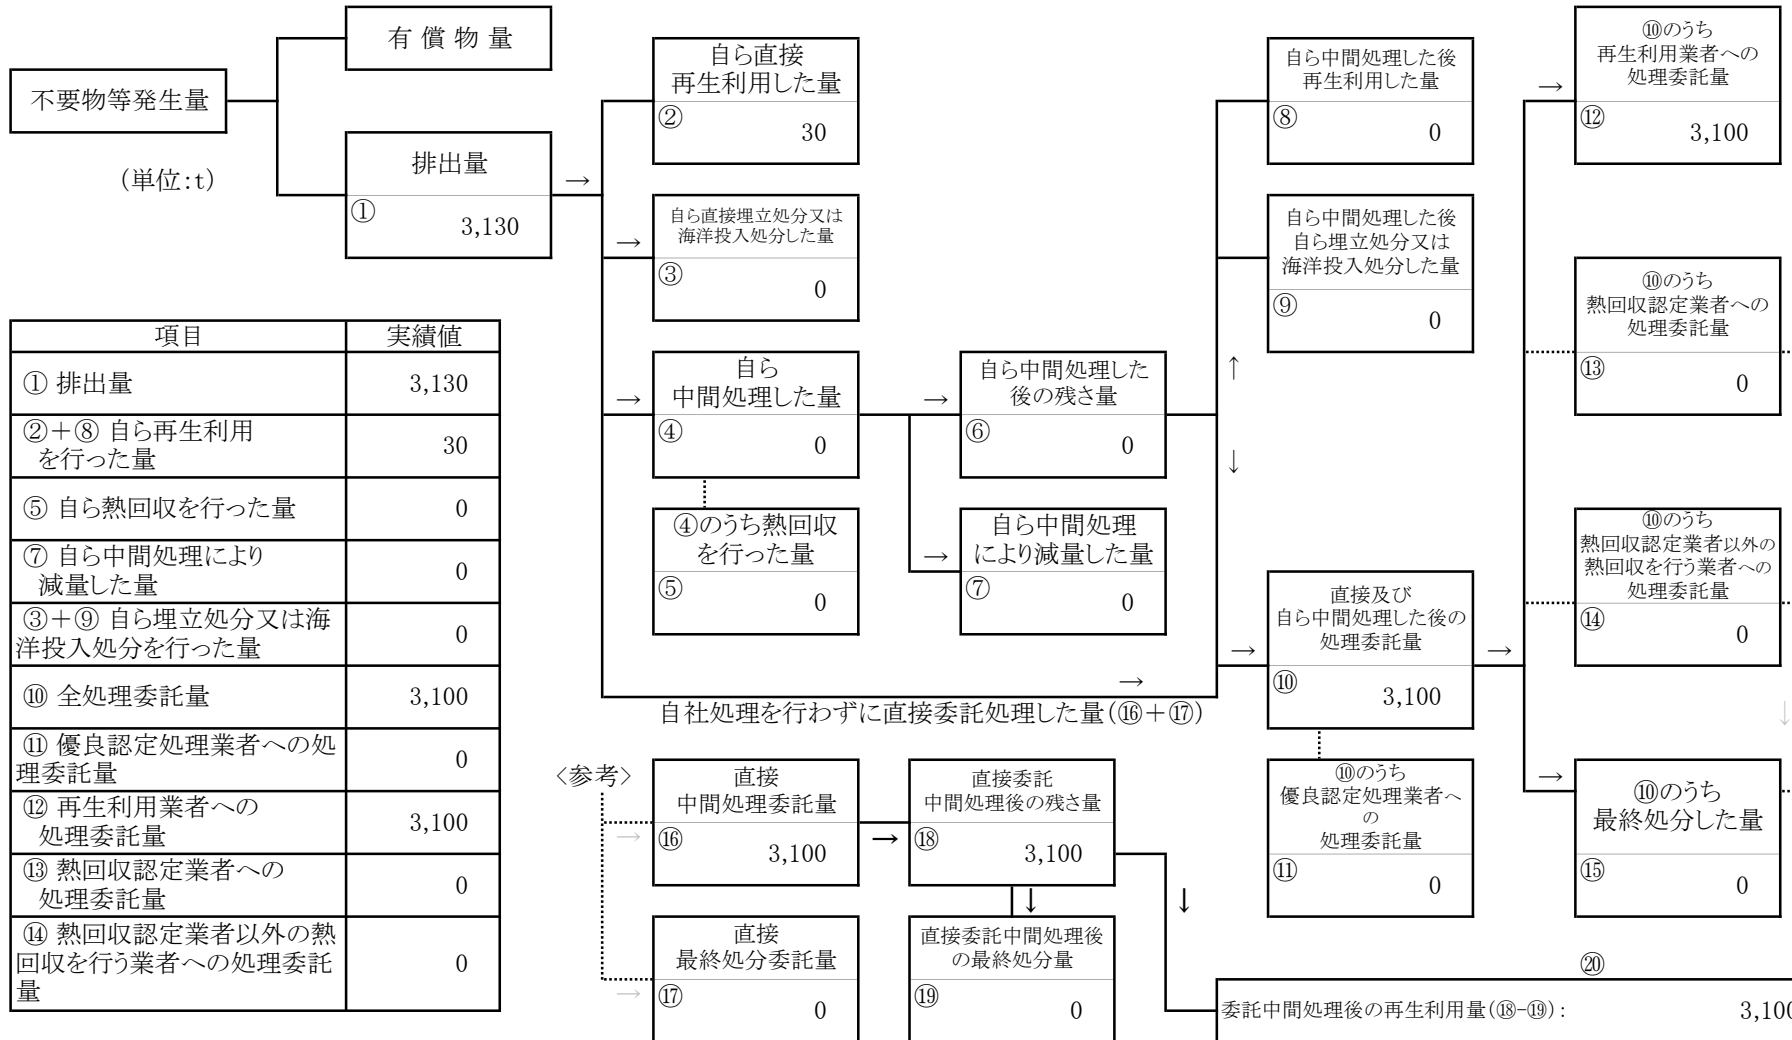 有 償 物 量
不要物等発生量
(単位:t)
排出量
①
3,130
→
自ら直接
再生利用した量
②
30
→
自ら直接埋立処分又は
海洋投入処分した量
③
0
→
自ら
中間処理した量
④
0
④のうち熱回収
を行った量
⑤
0
→
自ら中間処理した
後の残さ量
⑥
0
→
自ら中間処理
により減量した量
⑦
0
↑
↓
自ら中間処理した後
再生利用した量
⑧
0
自ら中間処理した後
自ら埋立処分又は
海洋投入処分した量
⑨
0
→
自社処理を行わずに直接委託処理した量(⑯+⑰)
→
直接及び
自ら中間処理した後の
処理委託量
⑩
3,100
⑩のうち
優良認定処理業者へ
の
処理委託量
⑪
0
→
→
⑩のうち
再生利用業者への
処理委託量
⑫
3,100
⑩のうち
熱回収認定業者への
処理委託量
⑬
0
⑩のうち
熱回収認定業者以外の
熱回収を行う業者への
処理委託量
⑭
0
↓
→
⑩のうち
最終処分した量
⑮
0
項目 実績値
① 排出量 3,130
②+⑧ 自ら再生利用
を行った量 30
⑤ 自ら熱回収を行った量 0
⑦ 自ら中間処理により
減量した量 0
③+⑨ 自ら埋立処分又は海
洋投入処分を行った量 0
⑩ 全処理委託量 3,100
⑪ 優良認定処理業者への処
理委託量 0
⑫ 再生利用業者への
処理委託量 3,100
⑬ 熱回収認定業者への
処理委託量 0
⑭ 熱回収認定業者以外の熱
回収を行う業者への処理委託
量 0
〈参考〉
→
直接
中間処理委託量
⑯
3,100
→
直接委託
中間処理後の残さ量
⑱
3,100
↓
↓
→
直接
最終処分委託量
⑰
0
直接委託中間処理後
の最終処分量
⑲
0
⑳
委託中間処理後の再生利用量(⑱-⑲): 3,100